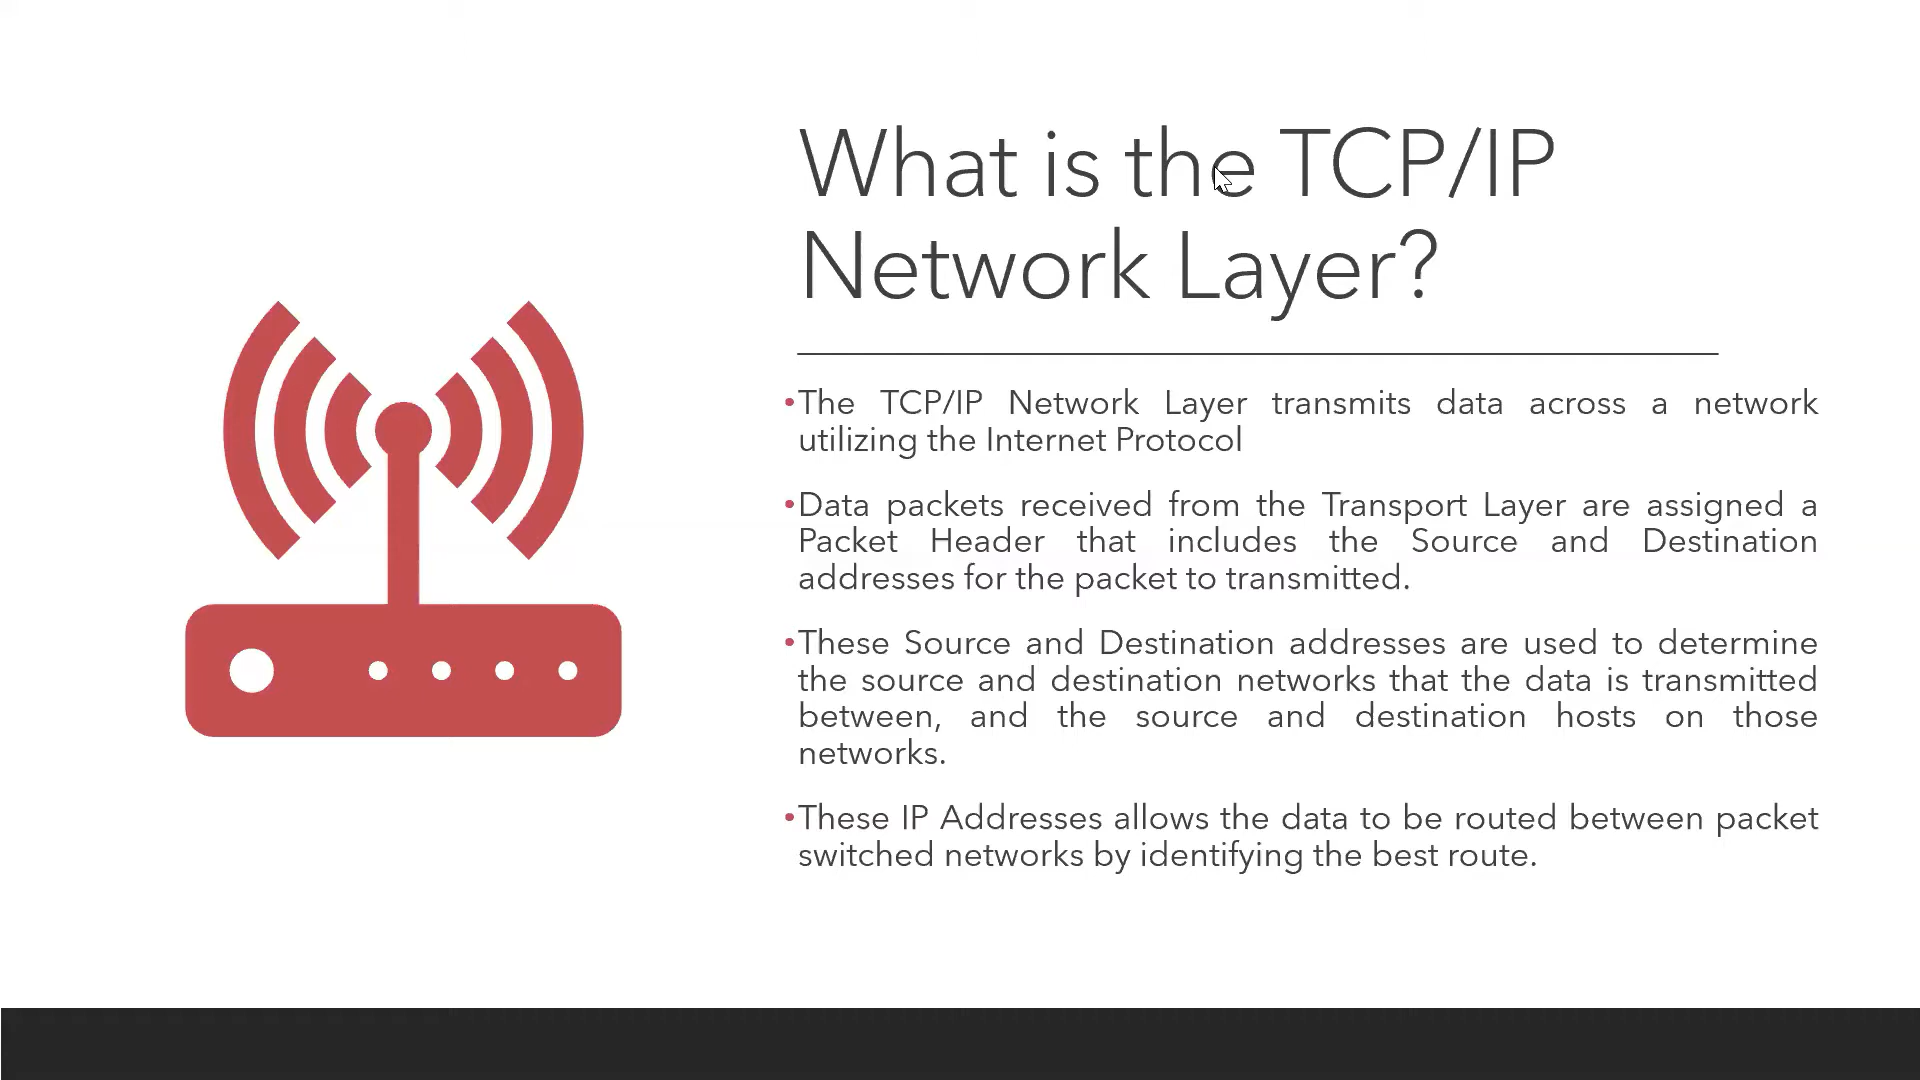 What is the TCP/IP
Network Layer?
•The TCP/IP Network Layer transmits data across a network
utilizing the Internet Protocol
•Data packets received from the Transport Layer are assigned a
Packet Header that includes the Source and Destination
addresses for the packet to transmitted.
•These Source and Destination addresses are used to determine
the source and destination networks that the data is transmitted
between, and the source and destination hosts on those
networks.
•These IP Addresses allows the data to be routed between packet
switched networks by identifying the best route.